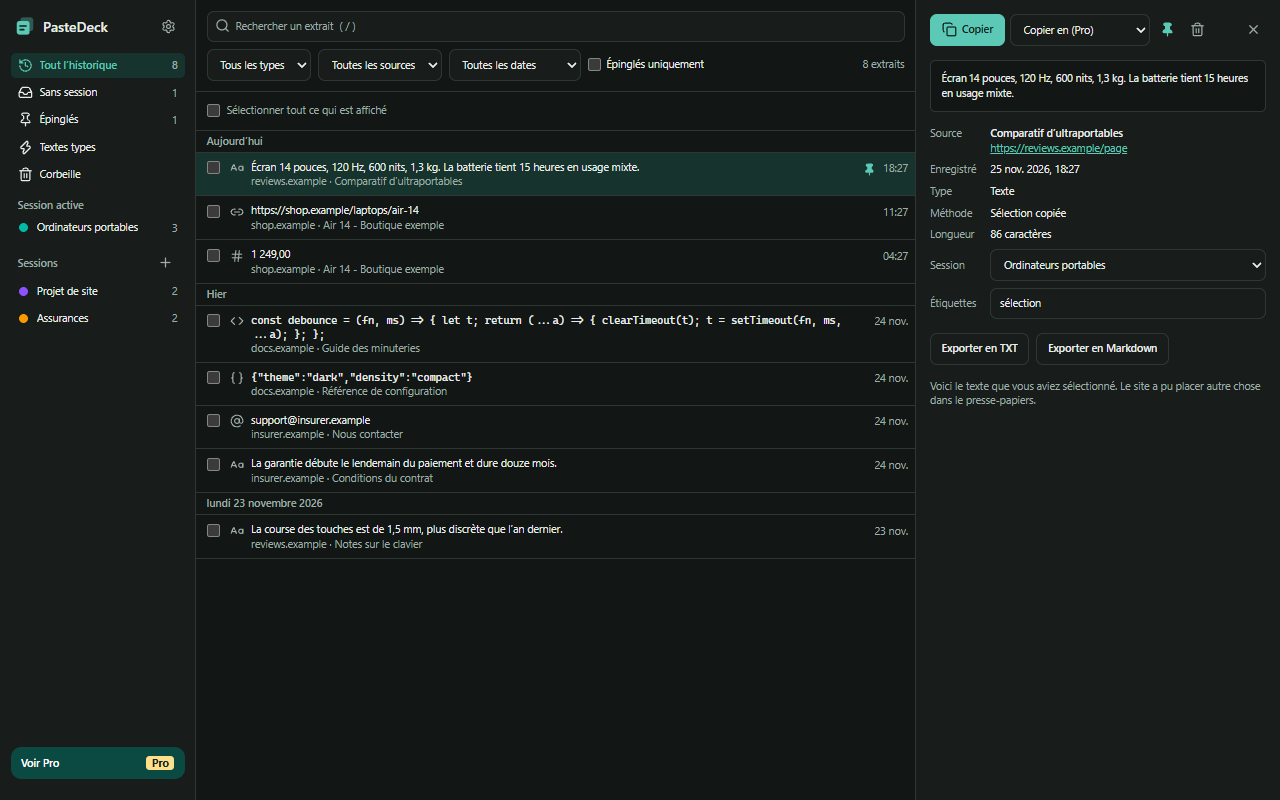 PasteDeck
Tout l'historique 8
Sans session 1
Épinglés 1
Textes types
Corbeille
Session active
Ordinateurs portables 3
Sessions
Projet de site 2
Assurances 2
Voir Pro Pro
Rechercher un extrait ( / )
Tous les types Toutes les sources Toutes les dates Épinglés uniquement 8 extraits
Sélectionner tout ce qui est affiché
Aujourd'hui
Aa Écran 14 pouces, 120 Hz, 600 nits, 1,3 kg. La batterie tient 15 heures en usage mixte. 18:27
reviews.example · Comparatif d'ultraportables
https://shop.example/laptops/air-14 11:27
shop.example · Air 14 - Boutique exemple
# 1 249,00 04:27
shop.example · Air 14 - Boutique exemple
Hier
<> const debounce = (fn, ms) => { let t; return (...a) => { clearTimeout(t); t = setTimeout(fn, ms, 24 nov.
...a); }; };
docs.example · Guide des minuteries
{} {"theme":"dark","density":"compact"} 24 nov.
docs.example · Référence de configuration
@ support@insurer.example 24 nov.
insurer.example · Nous contacter
Aa La garantie débute le lendemain du paiement et dure douze mois. 24 nov.
insurer.example · Conditions du contrat
lundi 23 novembre 2026
Aa La course des touches est de 1,5 mm, plus discrète que l'an dernier. 23 nov.
reviews.example · Notes sur le clavier
Copier Copier en (Pro)
Écran 14 pouces, 120 Hz, 600 nits, 1,3 kg. La batterie tient 15 heures
en usage mixte.
Source Comparatif d'ultraportables
https://reviews.example/page
Enregistré 25 nov. 2026, 18:27
Type Texte
Méthode Sélection copiée
Longueur 86 caractères
Session Ordinateurs portables
Étiquettes sélection
Exporter en TXT Exporter en Markdown
Voici le texte que vous aviez sélectionné. Le site a pu placer autre chose
dans le presse-papiers.